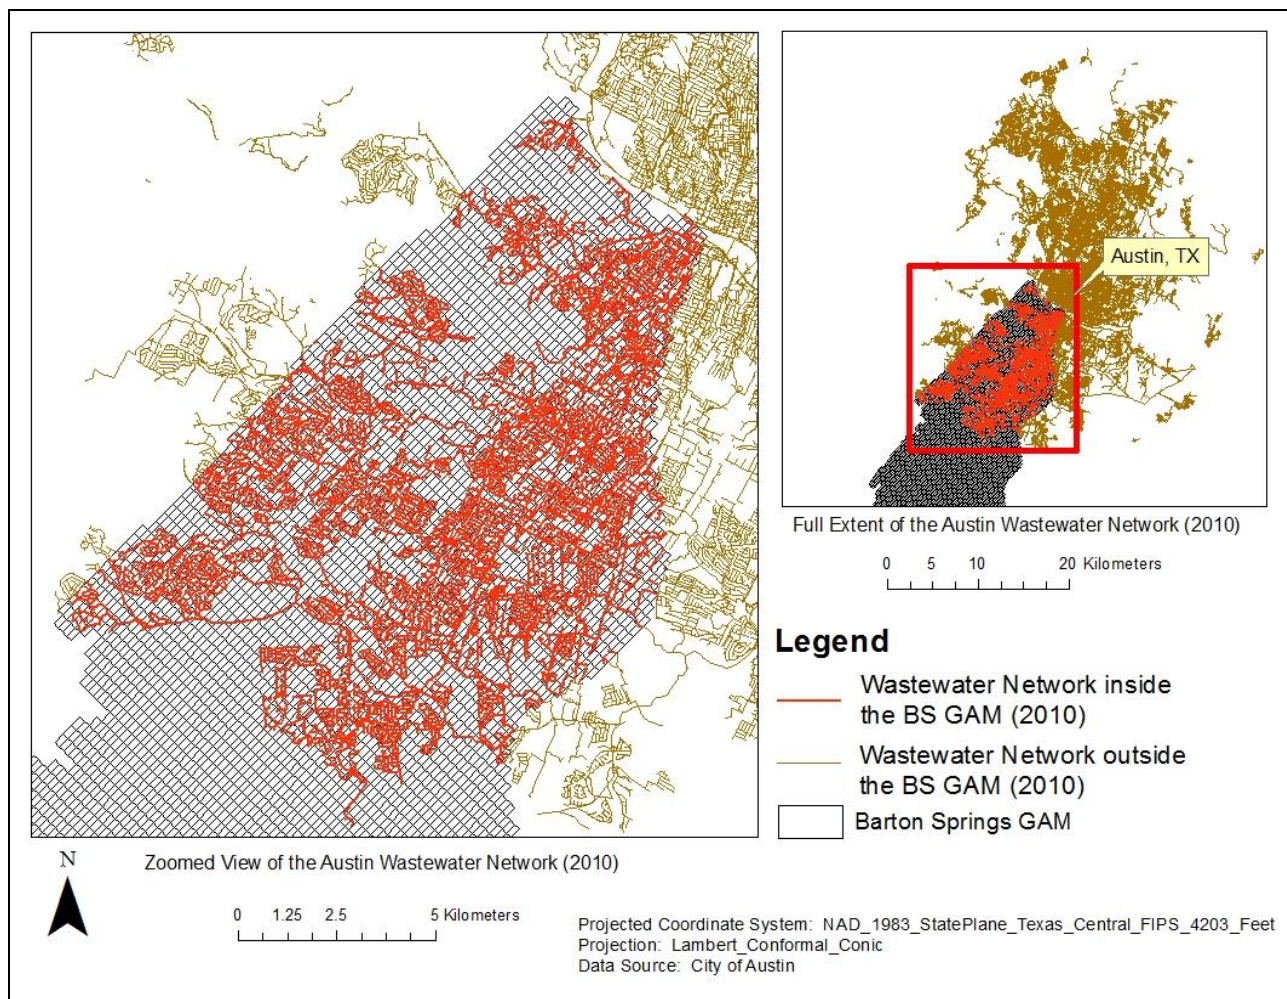 Austin, TX
Full Extent of the Austin Wastewater Network (2010)
0 5 10 20 Kilometers
Legend
Wastewater Network inside
the BS GAM (2010)
Wastewater Network outside
the BS GAM (2010)
Barton Springs GAM
N
Zoomed View of the Austin Wastewater Network (2010)
0 1.25 2.5 5 Kilometers
Projected Coordinate System: NAD_1983_StatePlane_Texas_Central_FIPS_4203_Feet
Projection: Lambert_Conformal_Conic
Data Source: City of Austin